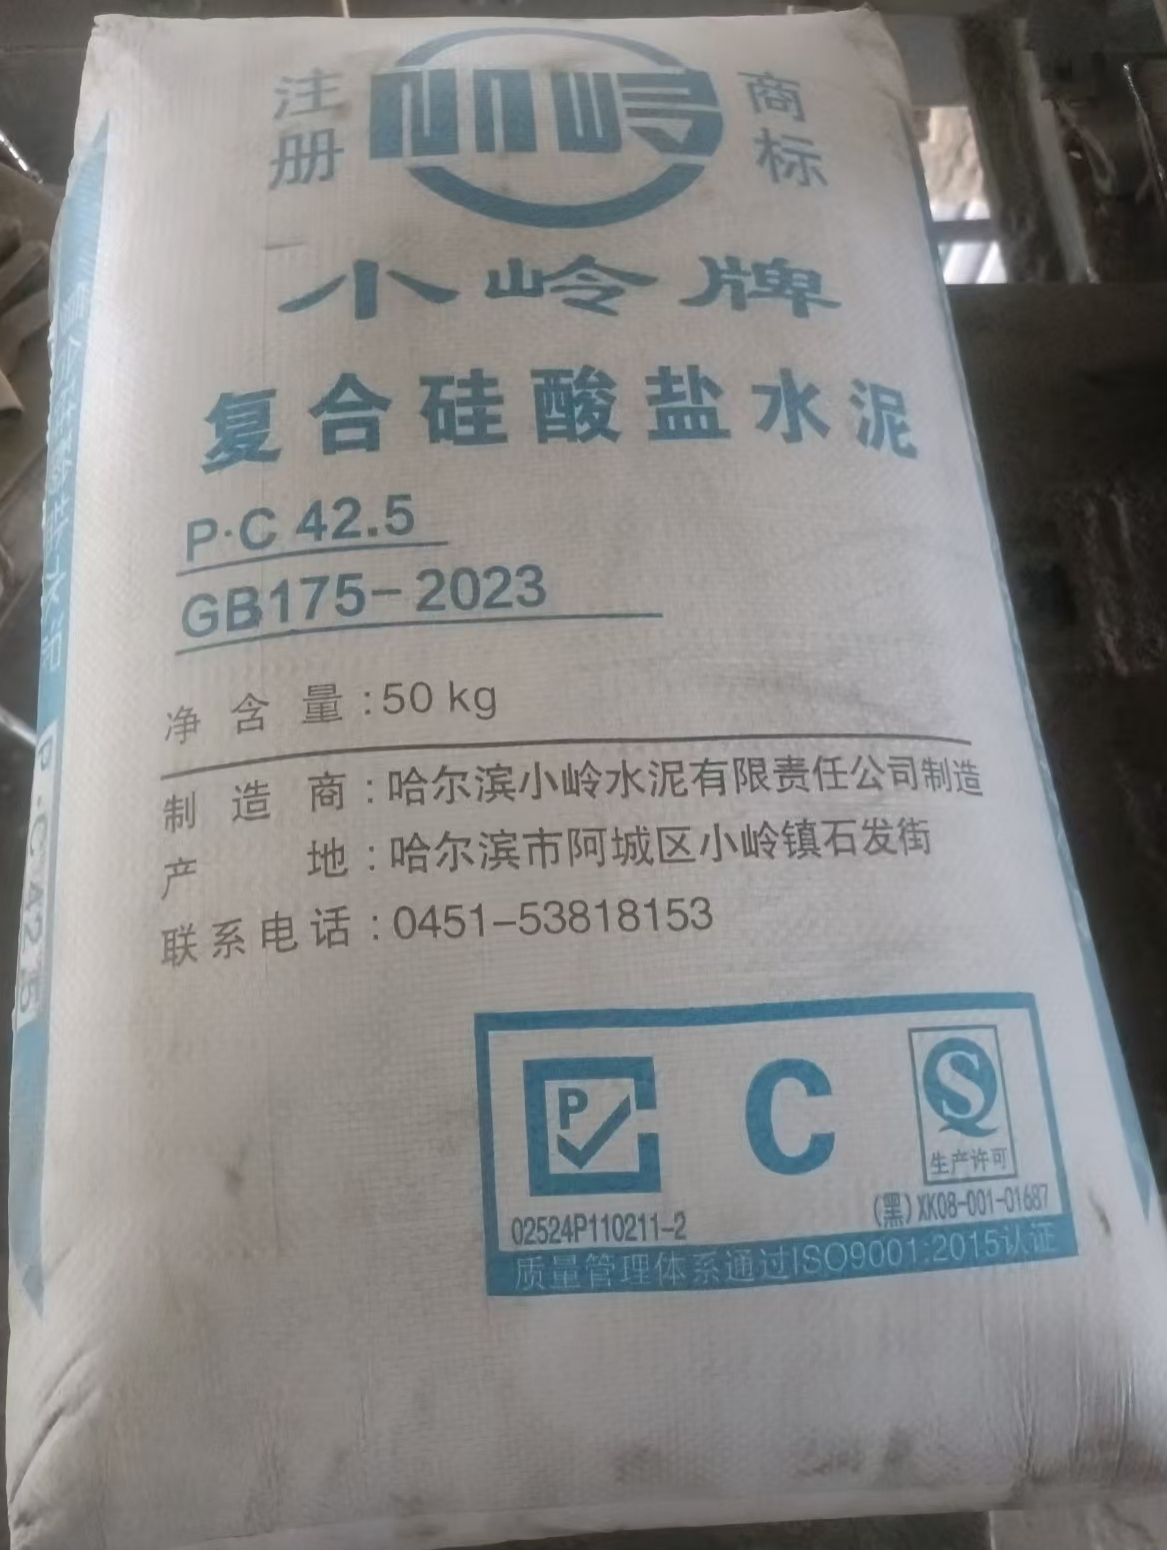 注册 小岭 商标
小岭牌
复合硅酸盐水泥
P·C 42.5
GB175-2023
净含量:50 kg
制造商:哈尔滨小岭水泥有限责任公司制造
产地:哈尔滨市阿城区小岭镇石发街
联系电话:0451-53818153
P C S
生产许可
02524P110211-2 (黑)XK08-001-01687
质量管理体系通过ISO9001:2015认证
P·C 42.5